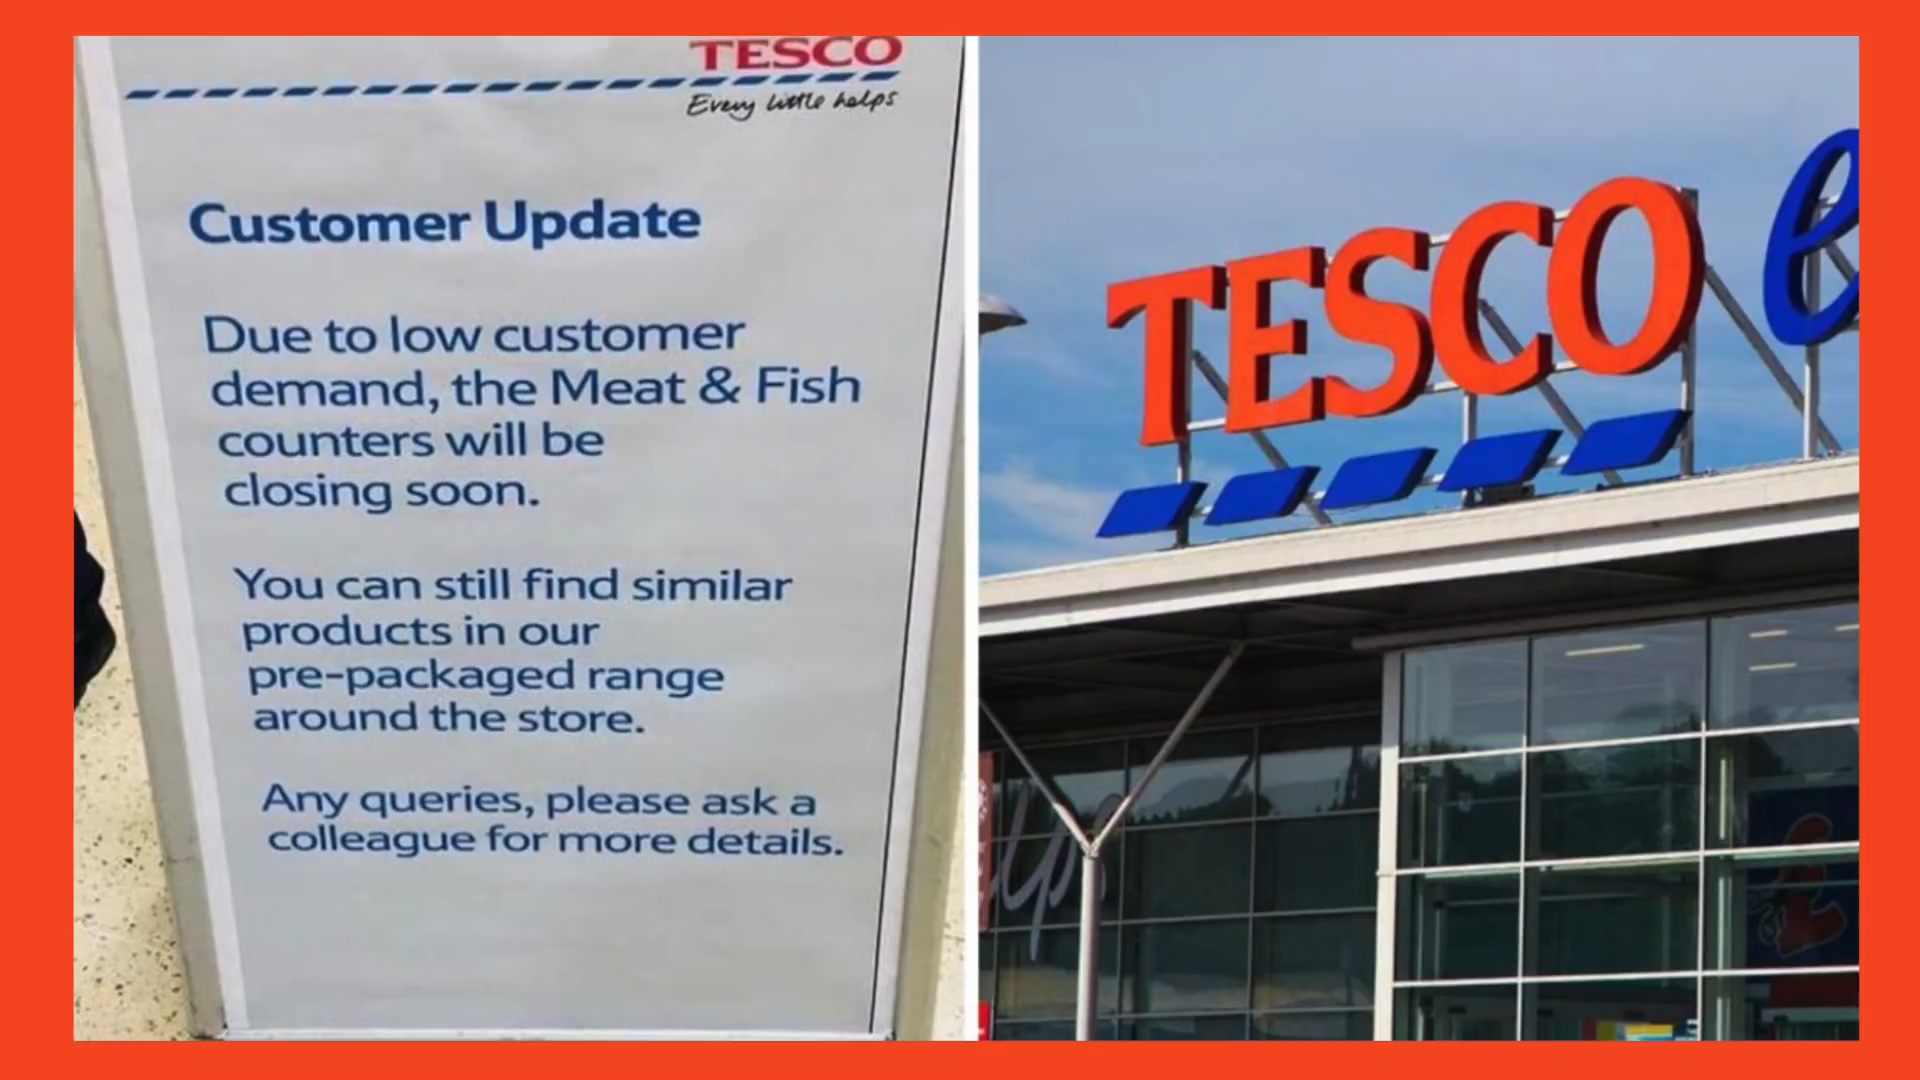 TESCO
Every little helps
Customer Update
Due to low customer
demand, the Meat & Fish
counters will be
closing soon.
You can still find similar
products in our
pre-packaged range
around the store.
Any queries, please ask a
colleague for more details.
TESCO e
lp